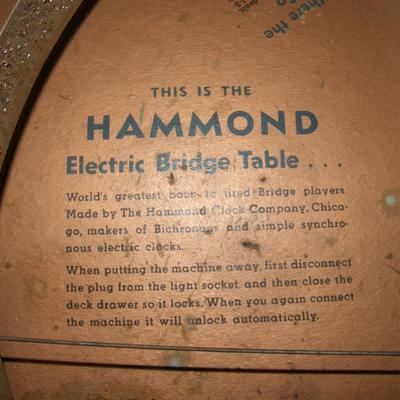 Where the
THIS IS THE
HAMMOND
Electric Bridge Table . . .
World's greatest boon to tired Bridge players.
Made by The Hammond Clock Company, Chica-
go, makers of Bichronous and simple synchro-
nous electric clocks.
When putting the machine away, first disconnect
the plug from the light socket, and then close the
deck drawer so it locks. When you again connect
the machine it will unlock automatically.